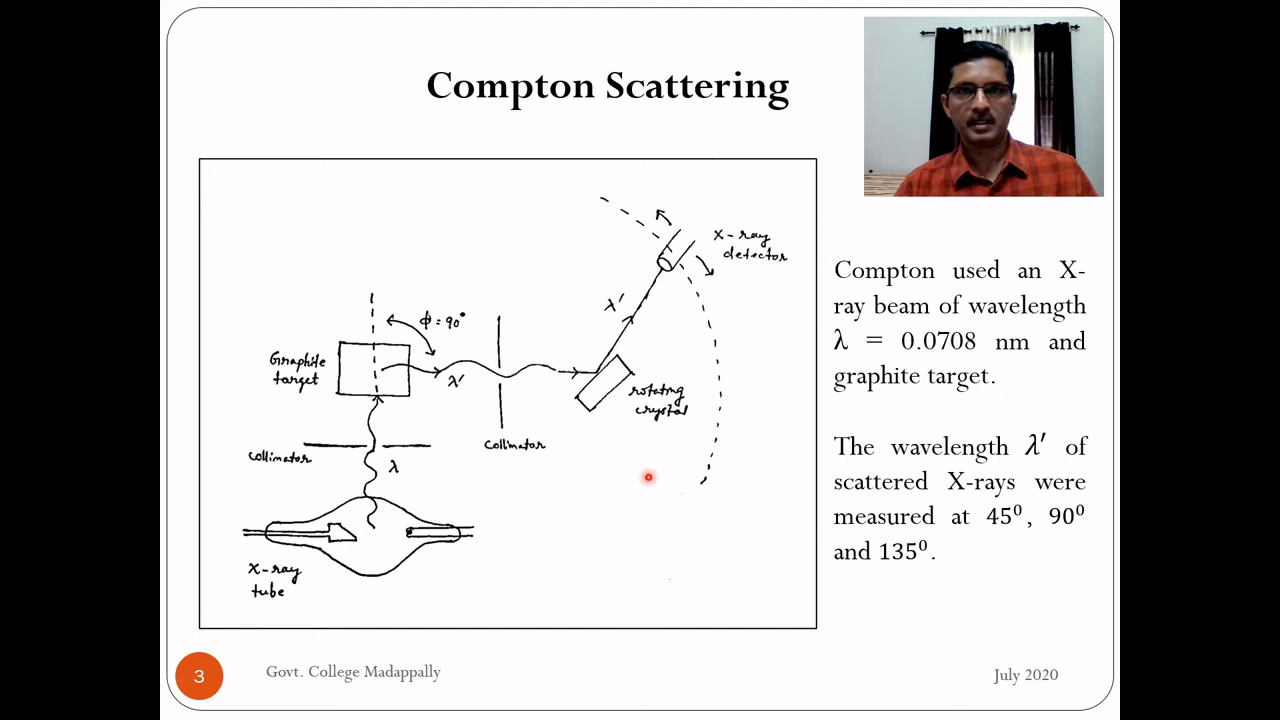 Compton Scattering
X-ray
detector
λ'
ϕ = 90°
Graphite
target
λ'
rotating
crystal
collimator
collimator
λ
X-ray
tube
Compton used an X-
ray beam of wavelength
λ = 0.0708 nm and
graphite target.
The wavelength λ′ of
scattered X-rays were
measured at 45⁰, 90⁰
and 135⁰.
3
Govt. College Madappally
July 2020